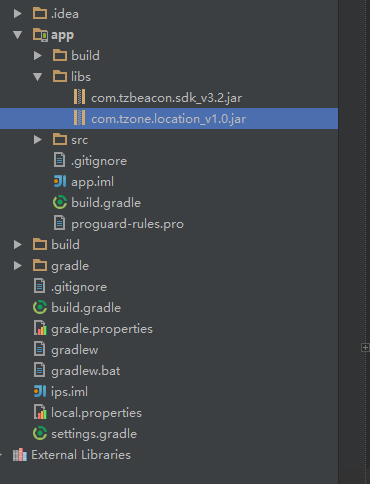 .idea
app
build
libs
com.tzbeacon.sdk_v3.2.jar
com.tzone.location_v1.0.jar
src
.gitignore
app.iml
build.gradle
proguard-rules.pro
build
gradle
.gitignore
build.gradle
gradle.properties
gradlew
gradlew.bat
ips.iml
local.properties
settings.gradle
External Libraries